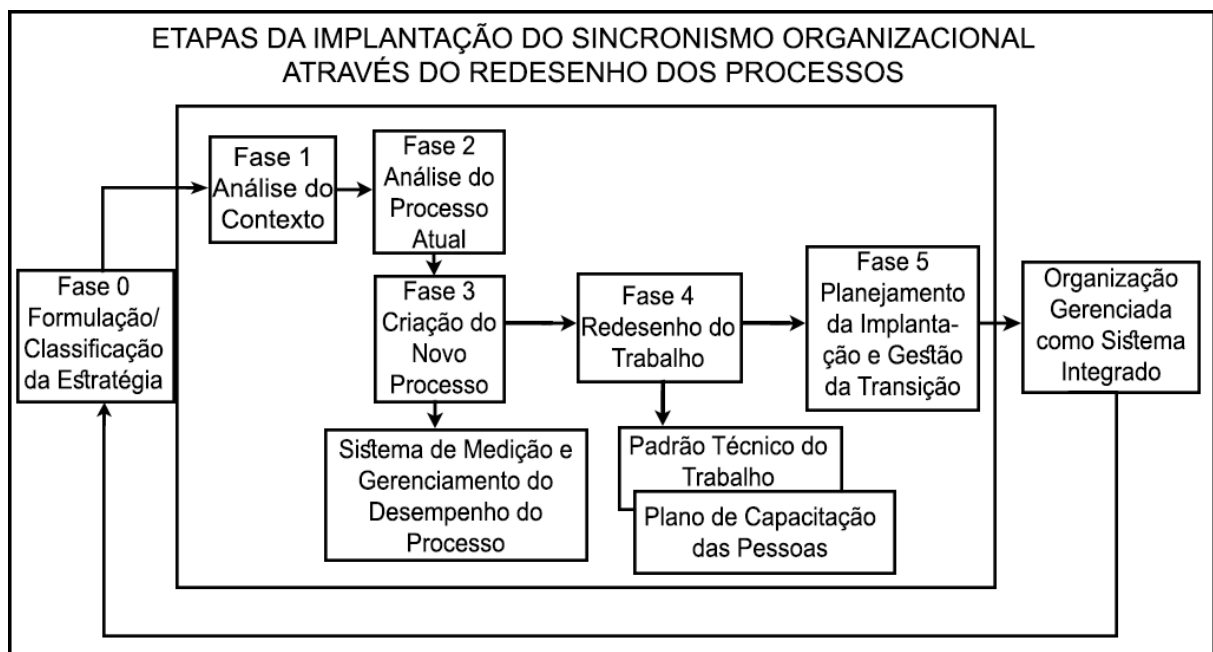 ETAPAS DA IMPLANTAÇÃO DO SINCRONISMO ORGANIZACIONAL
ATRAVÉS DO REDESENHO DOS PROCESSOS
Fase 0
Formulação/
Classificação
da Estratégia
Fase 1
Análise do
Contexto
Fase 2
Análise do
Processo
Atual
Fase 3
Criação do
Novo
Processo
Sistema de Medição e
Gerenciamento do
Desempenho do
Processo
Fase 4
Redesenho do
Trabalho
Padrão Técnico do
Trabalho
Plano de Capacitação
das Pessoas
Fase 5
Planejamento
da Implanta-
ção e Gestão
da Transição
Organização
Gerenciada
como Sistema
Integrado